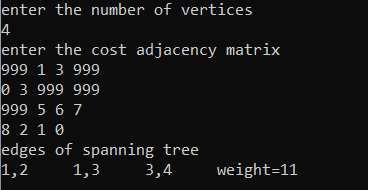 enter the number of vertices
4
enter the cost adjacency matrix
999 1 3 999
0 3 999 999
999 5 6 7
8 2 1 0
edges of spanning tree
1,2 1,3 3,4 weight=11